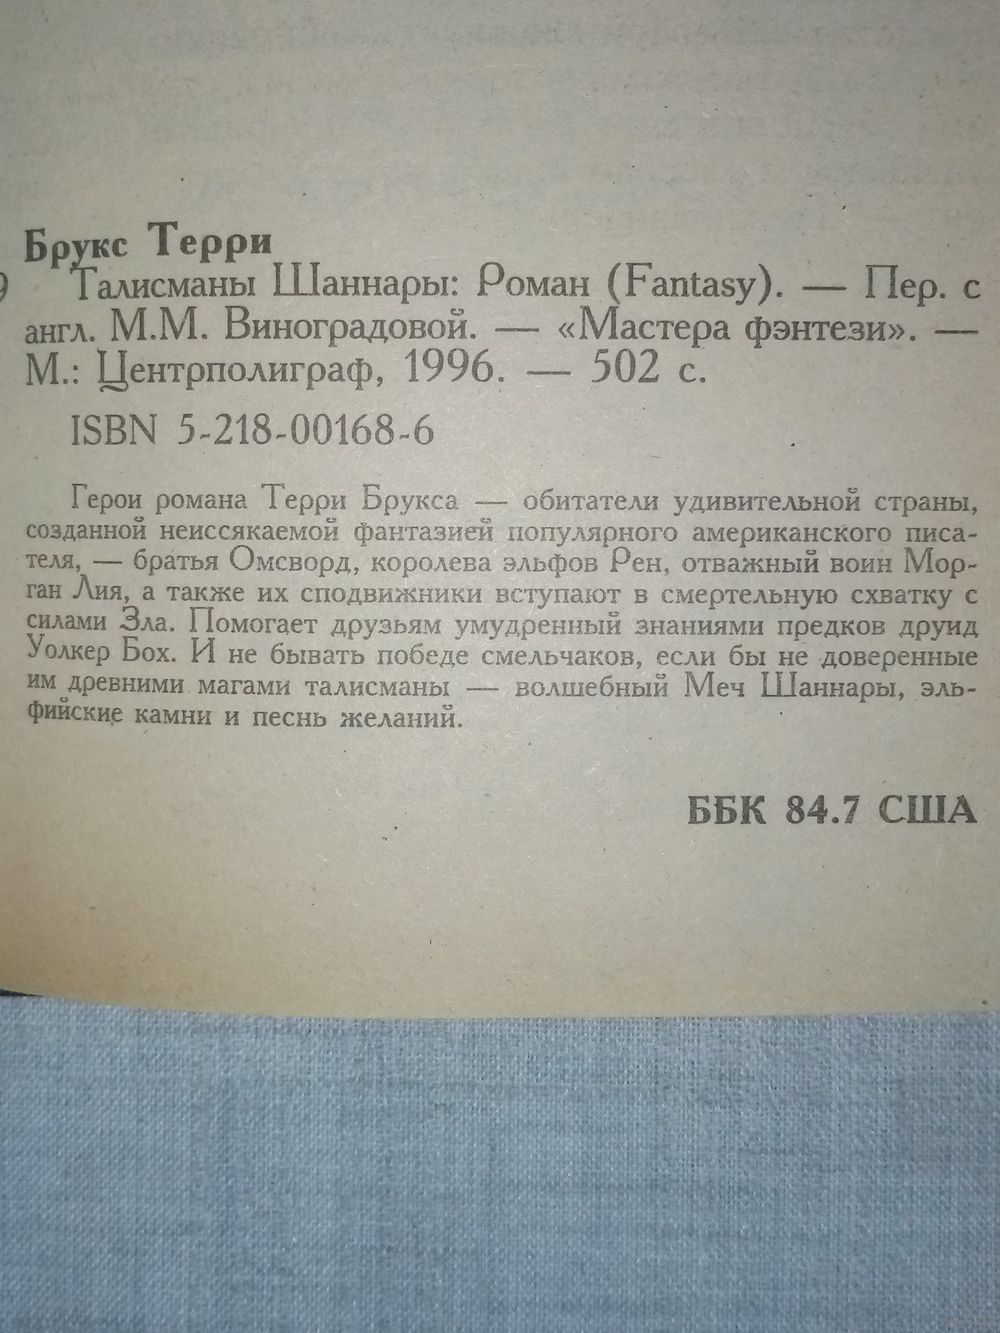 Брукс Терри
Талисманы Шаннары: Роман (Fantasy). — Пер. с
англ. М.М. Виноградовой. — «Мастера фэнтези». —
М.: Центрполиграф, 1996. — 502 с.
ISBN 5-218-00168-6
Герои романа Терри Брукса — обитатели удивительной страны,
созданной неиссякаемой фантазией популярного американского писа-
теля, — братья Омсворд, королева эльфов Рен, отважный воин Мор-
ган Лия, а также их сподвижники вступают в смертельную схватку с
силами Зла. Помогает друзьям умудренный знаниями предков друид
Уолкер Бох. И не бывать победе смельчаков, если бы не доверенные
им древними магами талисманы — волшебный Меч Шаннары, эль-
фийские камни и песнь желаний.
ББК 84.7 США